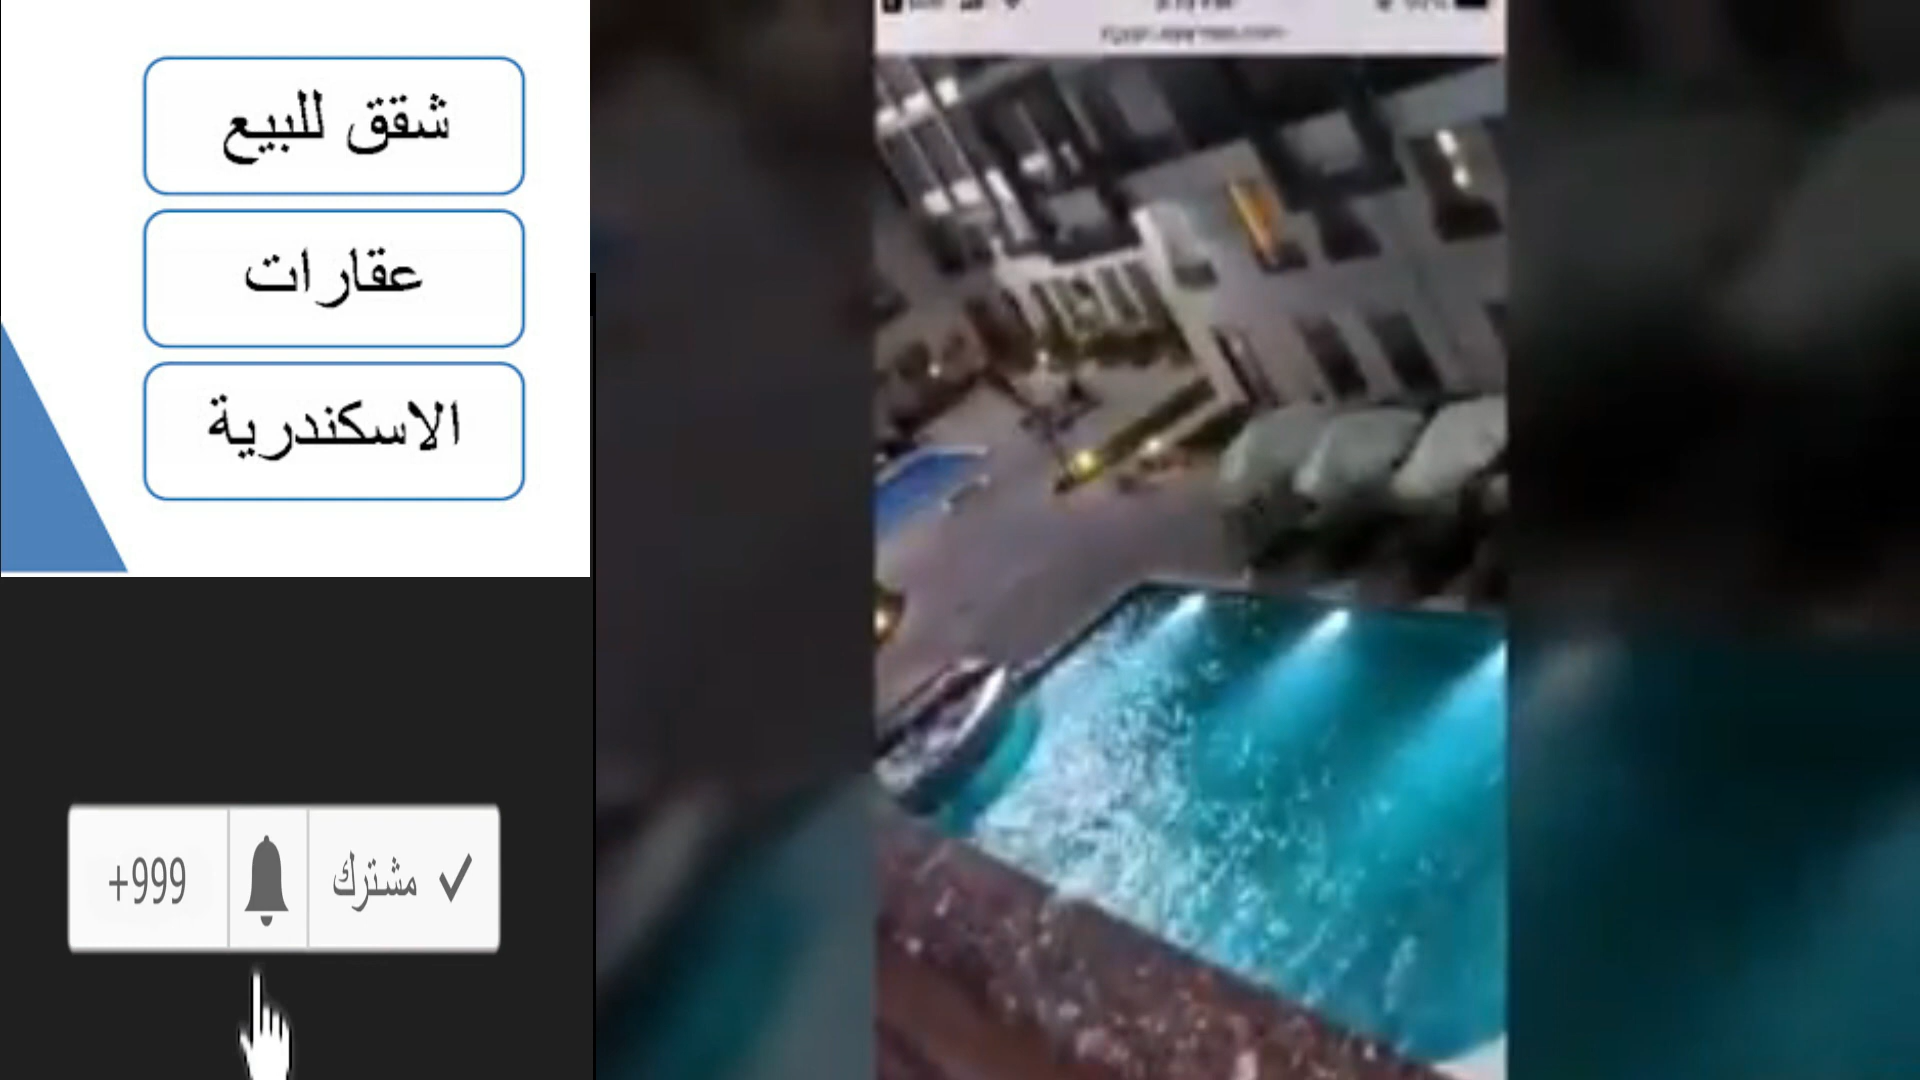 شقق للبيع
عقارات
الاسكندرية
مشترك
+999